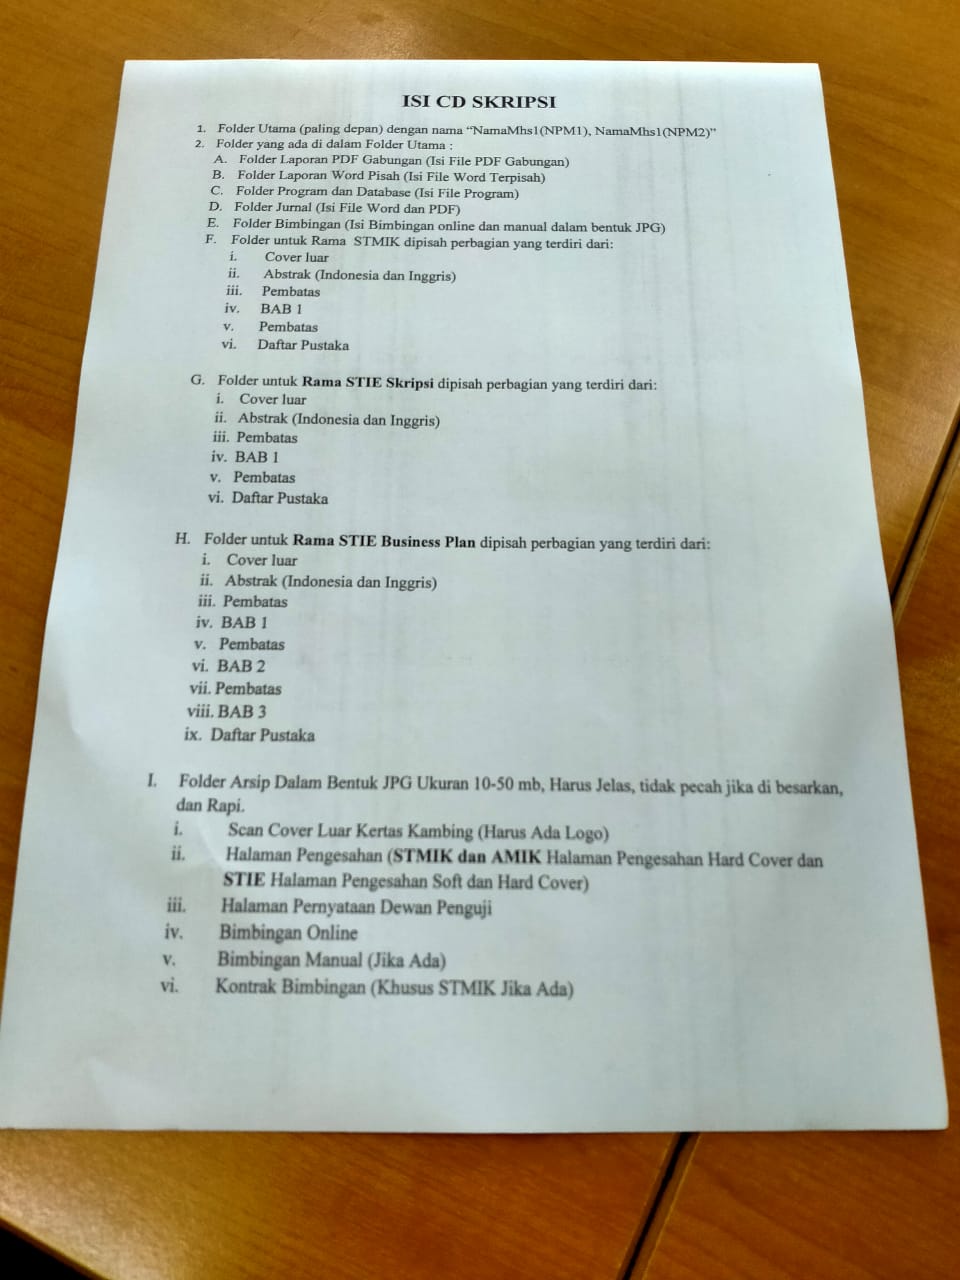 ISI CD SKRIPSI
1. Folder Utama (paling depan) dengan nama “NamaMhs1(NPM1), NamaMhs1(NPM2)”
2. Folder yang ada di dalam Folder Utama :
A. Folder Laporan PDF Gabungan (Isi File PDF Gabungan)
B. Folder Laporan Word Pisah (Isi File Word Terpisah)
C. Folder Program dan Database (Isi File Program)
D. Folder Jurnal (Isi File Word dan PDF)
E. Folder Bimbingan (Isi Bimbingan online dan manual dalam bentuk JPG)
F. Folder untuk Rama STMIK dipisah perbagian yang terdiri dari:
i. Cover luar
ii. Abstrak (Indonesia dan Inggris)
iii. Pembatas
iv. BAB 1
v. Pembatas
vi. Daftar Pustaka
G. Folder untuk Rama STIE Skripsi dipisah perbagian yang terdiri dari:
i. Cover luar
ii. Abstrak (Indonesia dan Inggris)
iii. Pembatas
iv. BAB 1
v. Pembatas
vi. Daftar Pustaka
H. Folder untuk Rama STIE Business Plan dipisah perbagian yang terdiri dari:
i. Cover luar
ii. Abstrak (Indonesia dan Inggris)
iii. Pembatas
iv. BAB 1
v. Pembatas
vi. BAB 2
vii. Pembatas
viii. BAB 3
ix. Daftar Pustaka
I. Folder Arsip Dalam Bentuk JPG Ukuran 10-50 mb, Harus Jelas, tidak pecah jika di besarkan,
dan Rapi.
i. Scan Cover Luar Kertas Kambing (Harus Ada Logo)
ii. Halaman Pengesahan (STMIK dan AMIK Halaman Pengesahan Hard Cover dan
STIE Halaman Pengesahan Soft dan Hard Cover)
iii. Halaman Pernyataan Dewan Penguji
iv. Bimbingan Online
v. Bimbingan Manual (Jika Ada)
vi. Kontrak Bimbingan (Khusus STMIK Jika Ada)